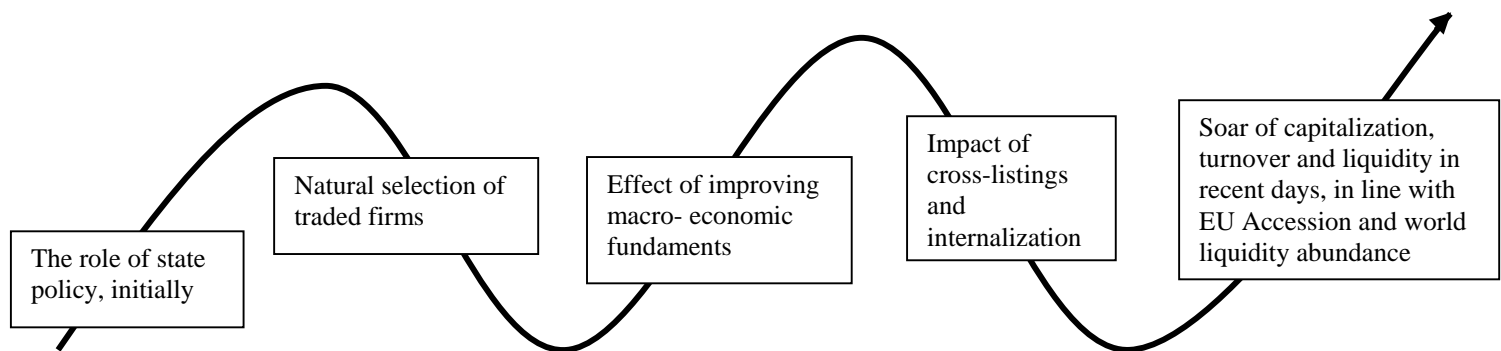 The role of state
policy, initially
Natural selection of
traded firms
Effect of improving
macro- economic
fundaments
Impact of
cross-listings
and
internalization
Soar of capitalization,
turnover and liquidity in
recent days, in line with
EU Accession and world
liquidity abundance